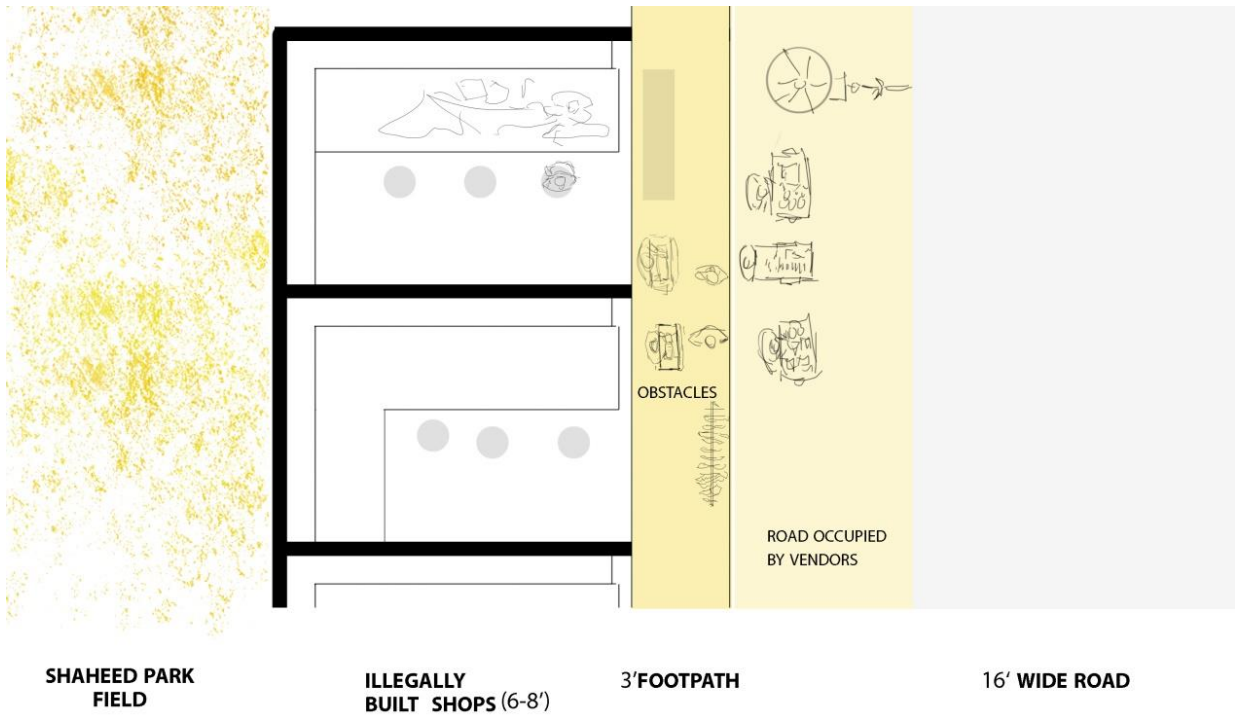 OBSTACLES
ROAD OCCUPIED
BY VENDORS
SHAHEED PARK
FIELD
ILLEGALLY
BUILT SHOPS (6-8')
3'FOOTPATH
16' WIDE ROAD